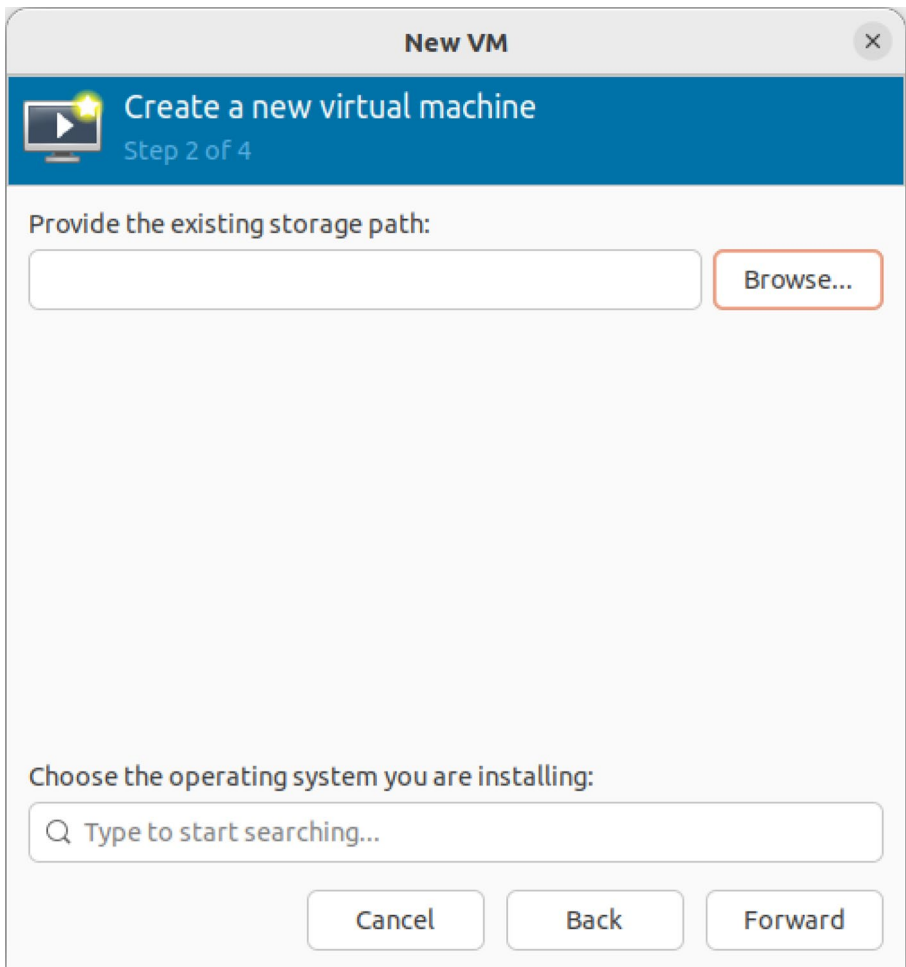 New VM
Create a new virtual machine
Step 2 of 4
Provide the existing storage path:
Browse...
Choose the operating system you are installing:
Type to start searching...
Cancel Back Forward